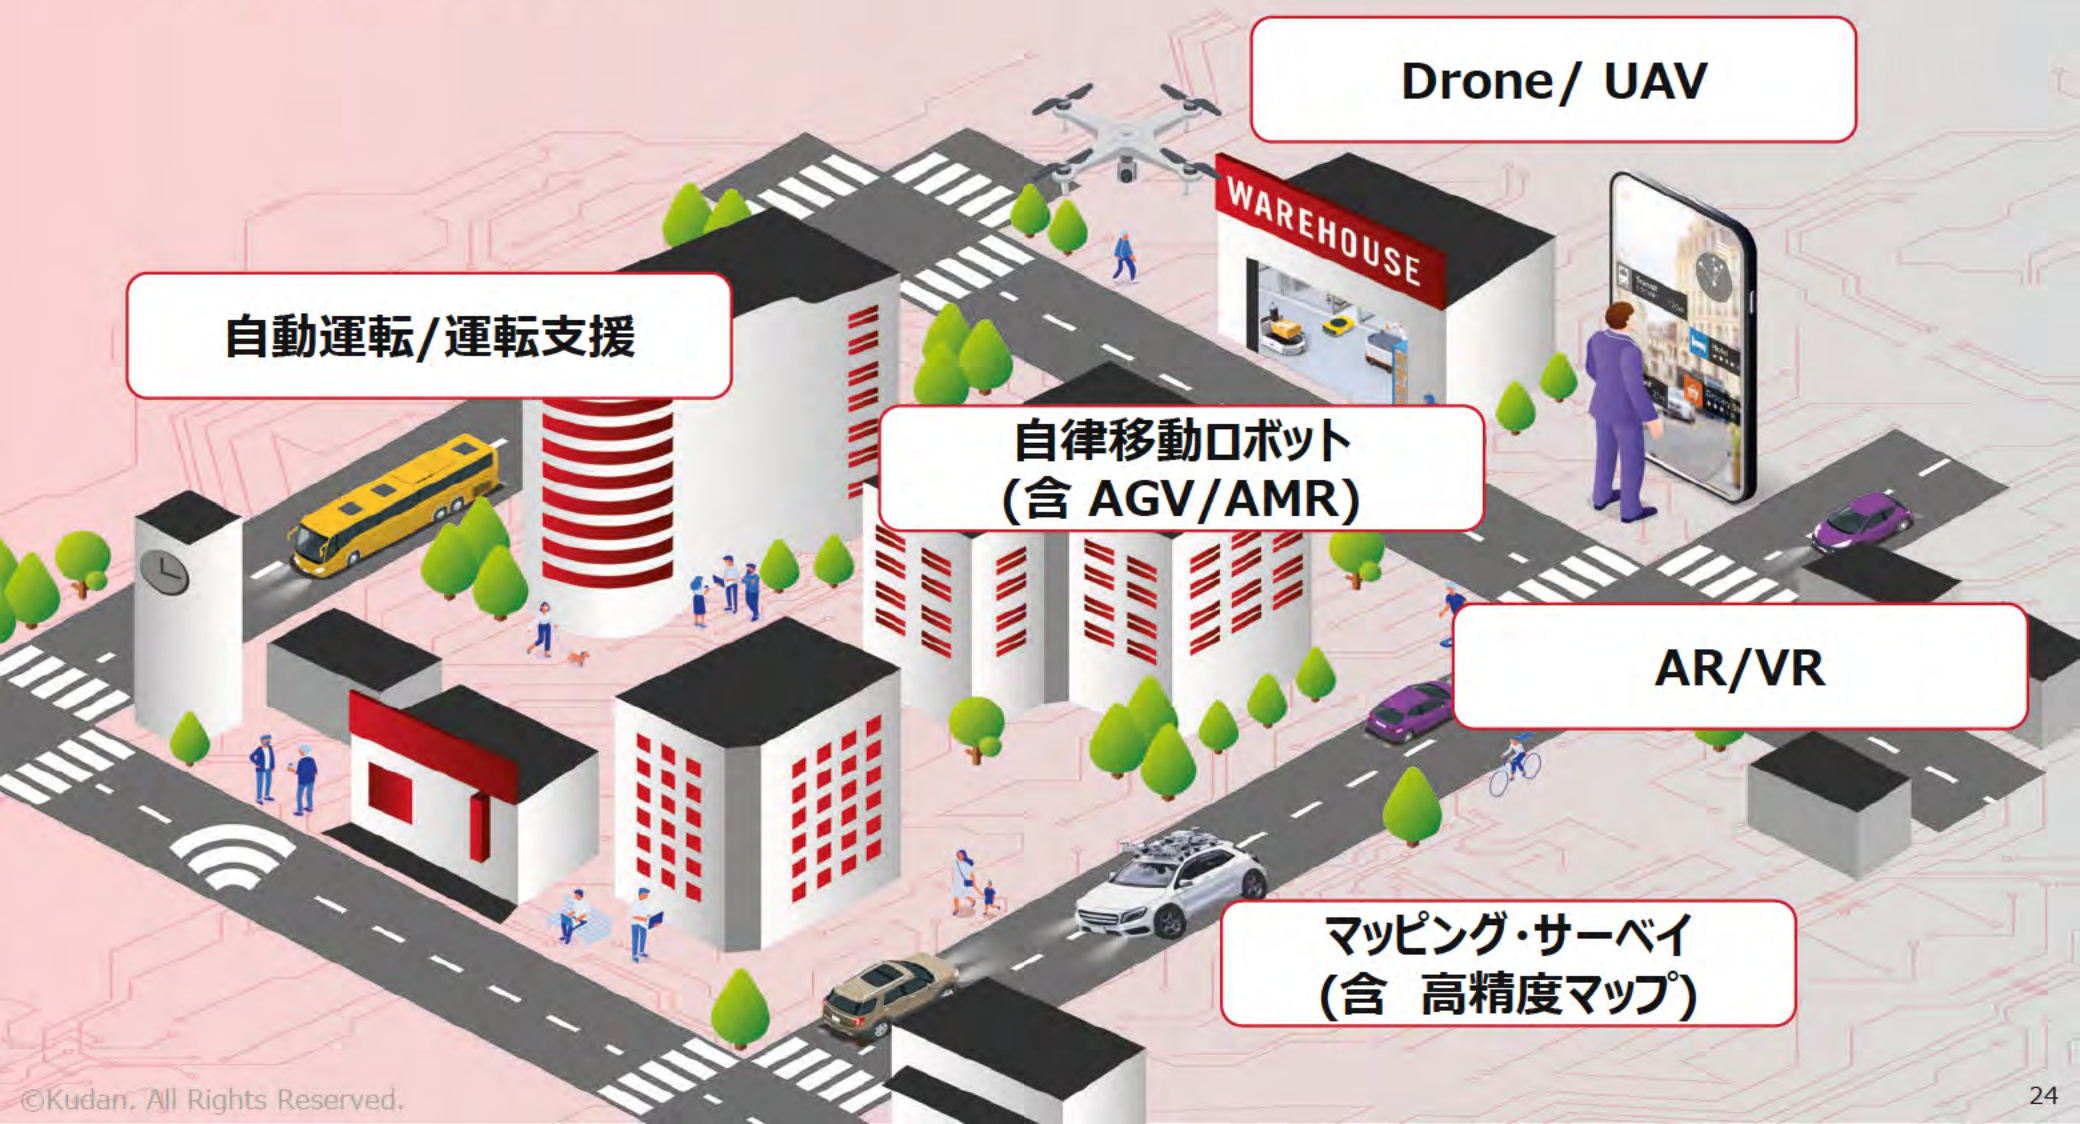 Drone/ UAV
WAREHOUSE
自動運転/運転支援
Transit
Hotel
自律移動ロボット
(含 AGV/AMR)
AR/VR
マッピング・サーベイ
(含 高精度マップ)
©Kudan. All Rights Reserved.
24